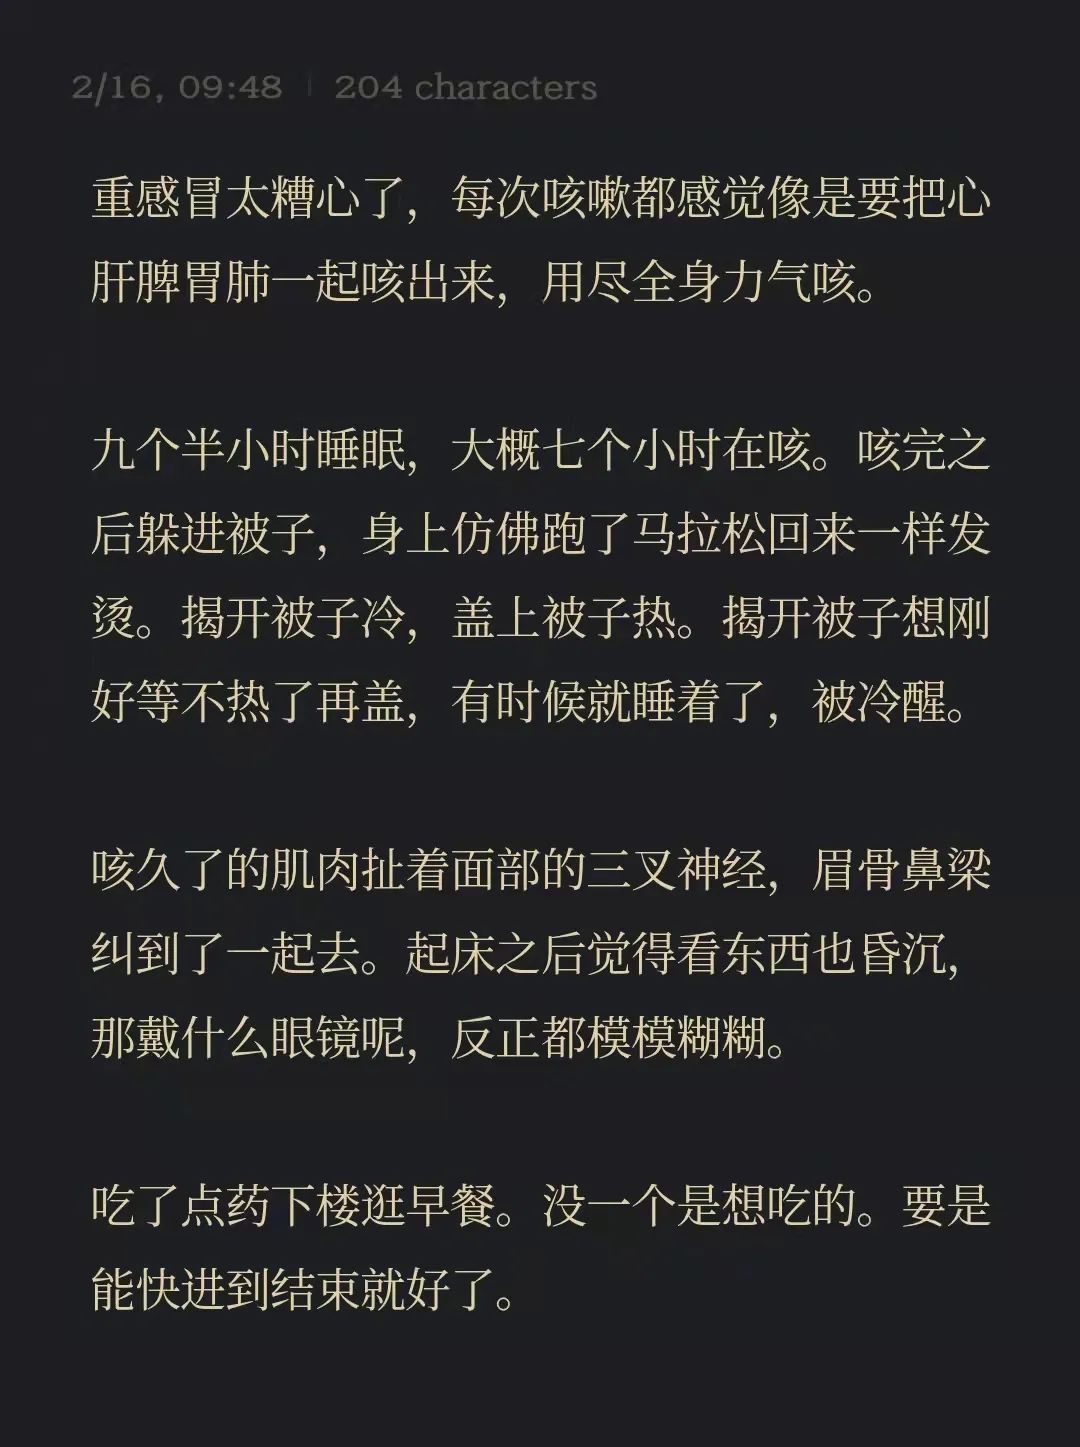 2/16, 09:48 | 204 characters
重感冒太糟心了，每次咳嗽都感觉像是要把心
肝脾胃肺一起咳出来，用尽全身力气咳。
九个半小时睡眠，大概七个小时在咳。咳完之
后躲进被子，身上仿佛跑了马拉松回来一样发
烫。揭开被子冷，盖上被子热。揭开被子想刚
好等不热了再盖，有时候就睡着了，被冷醒。
咳久了的肌肉扯着面部的三叉神经，眉骨鼻梁
纠到了一起去。起床之后觉得看东西也昏沉，
那戴什么眼镜呢，反正都模模糊糊。
吃了点药下楼逛早餐。没一个是想吃的。要是
能快进到结束就好了。